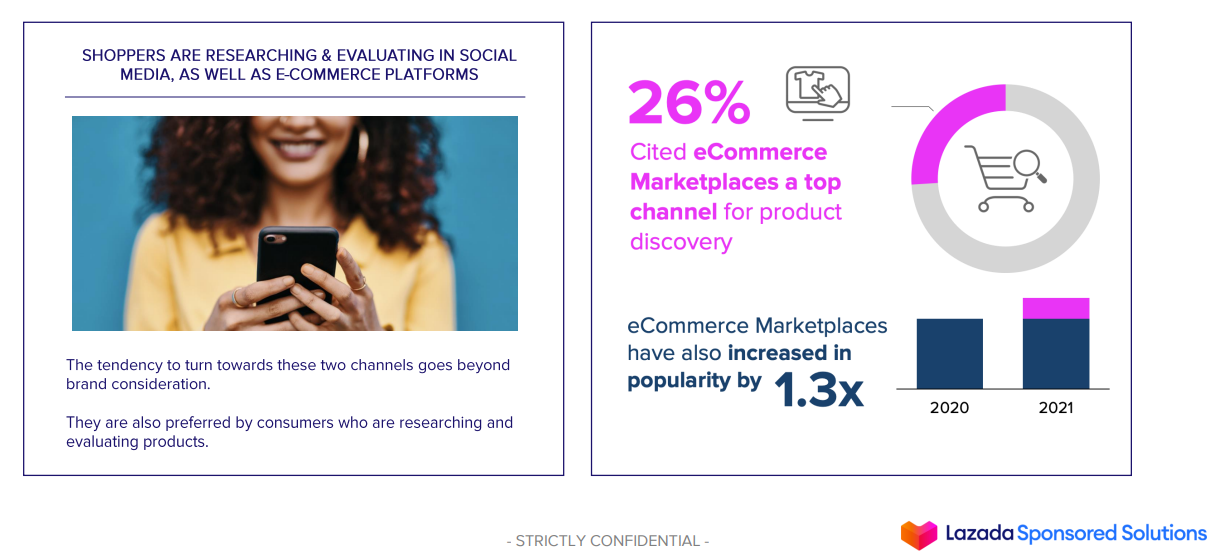 SHOPPERS ARE RESEARCHING & EVALUATING IN SOCIAL
MEDIA, AS WELL AS E-COMMERCE PLATFORMS
The tendency to turn towards these two channels goes beyond
brand consideration.
They are also preferred by consumers who are researching and
evaluating products.
26%
Cited eCommerce
Marketplaces a top
channel for product
discovery
eCommerce Marketplaces
have also increased in
popularity by 1.3x
2020
2021
- STRICTLY CONFIDENTIAL -
Lazada Sponsored Solutions